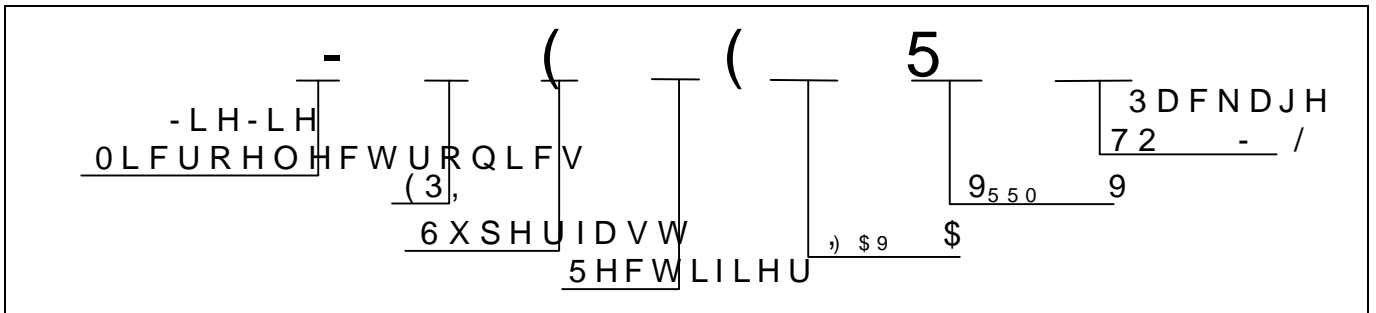 - ( ( 5
3DFNDJH
-LH-LH
72 - /
0LFURHOHFWURQLFV
(3,
9550 9
6XSHUIDVW
,) $9 $
5HFWLILHU